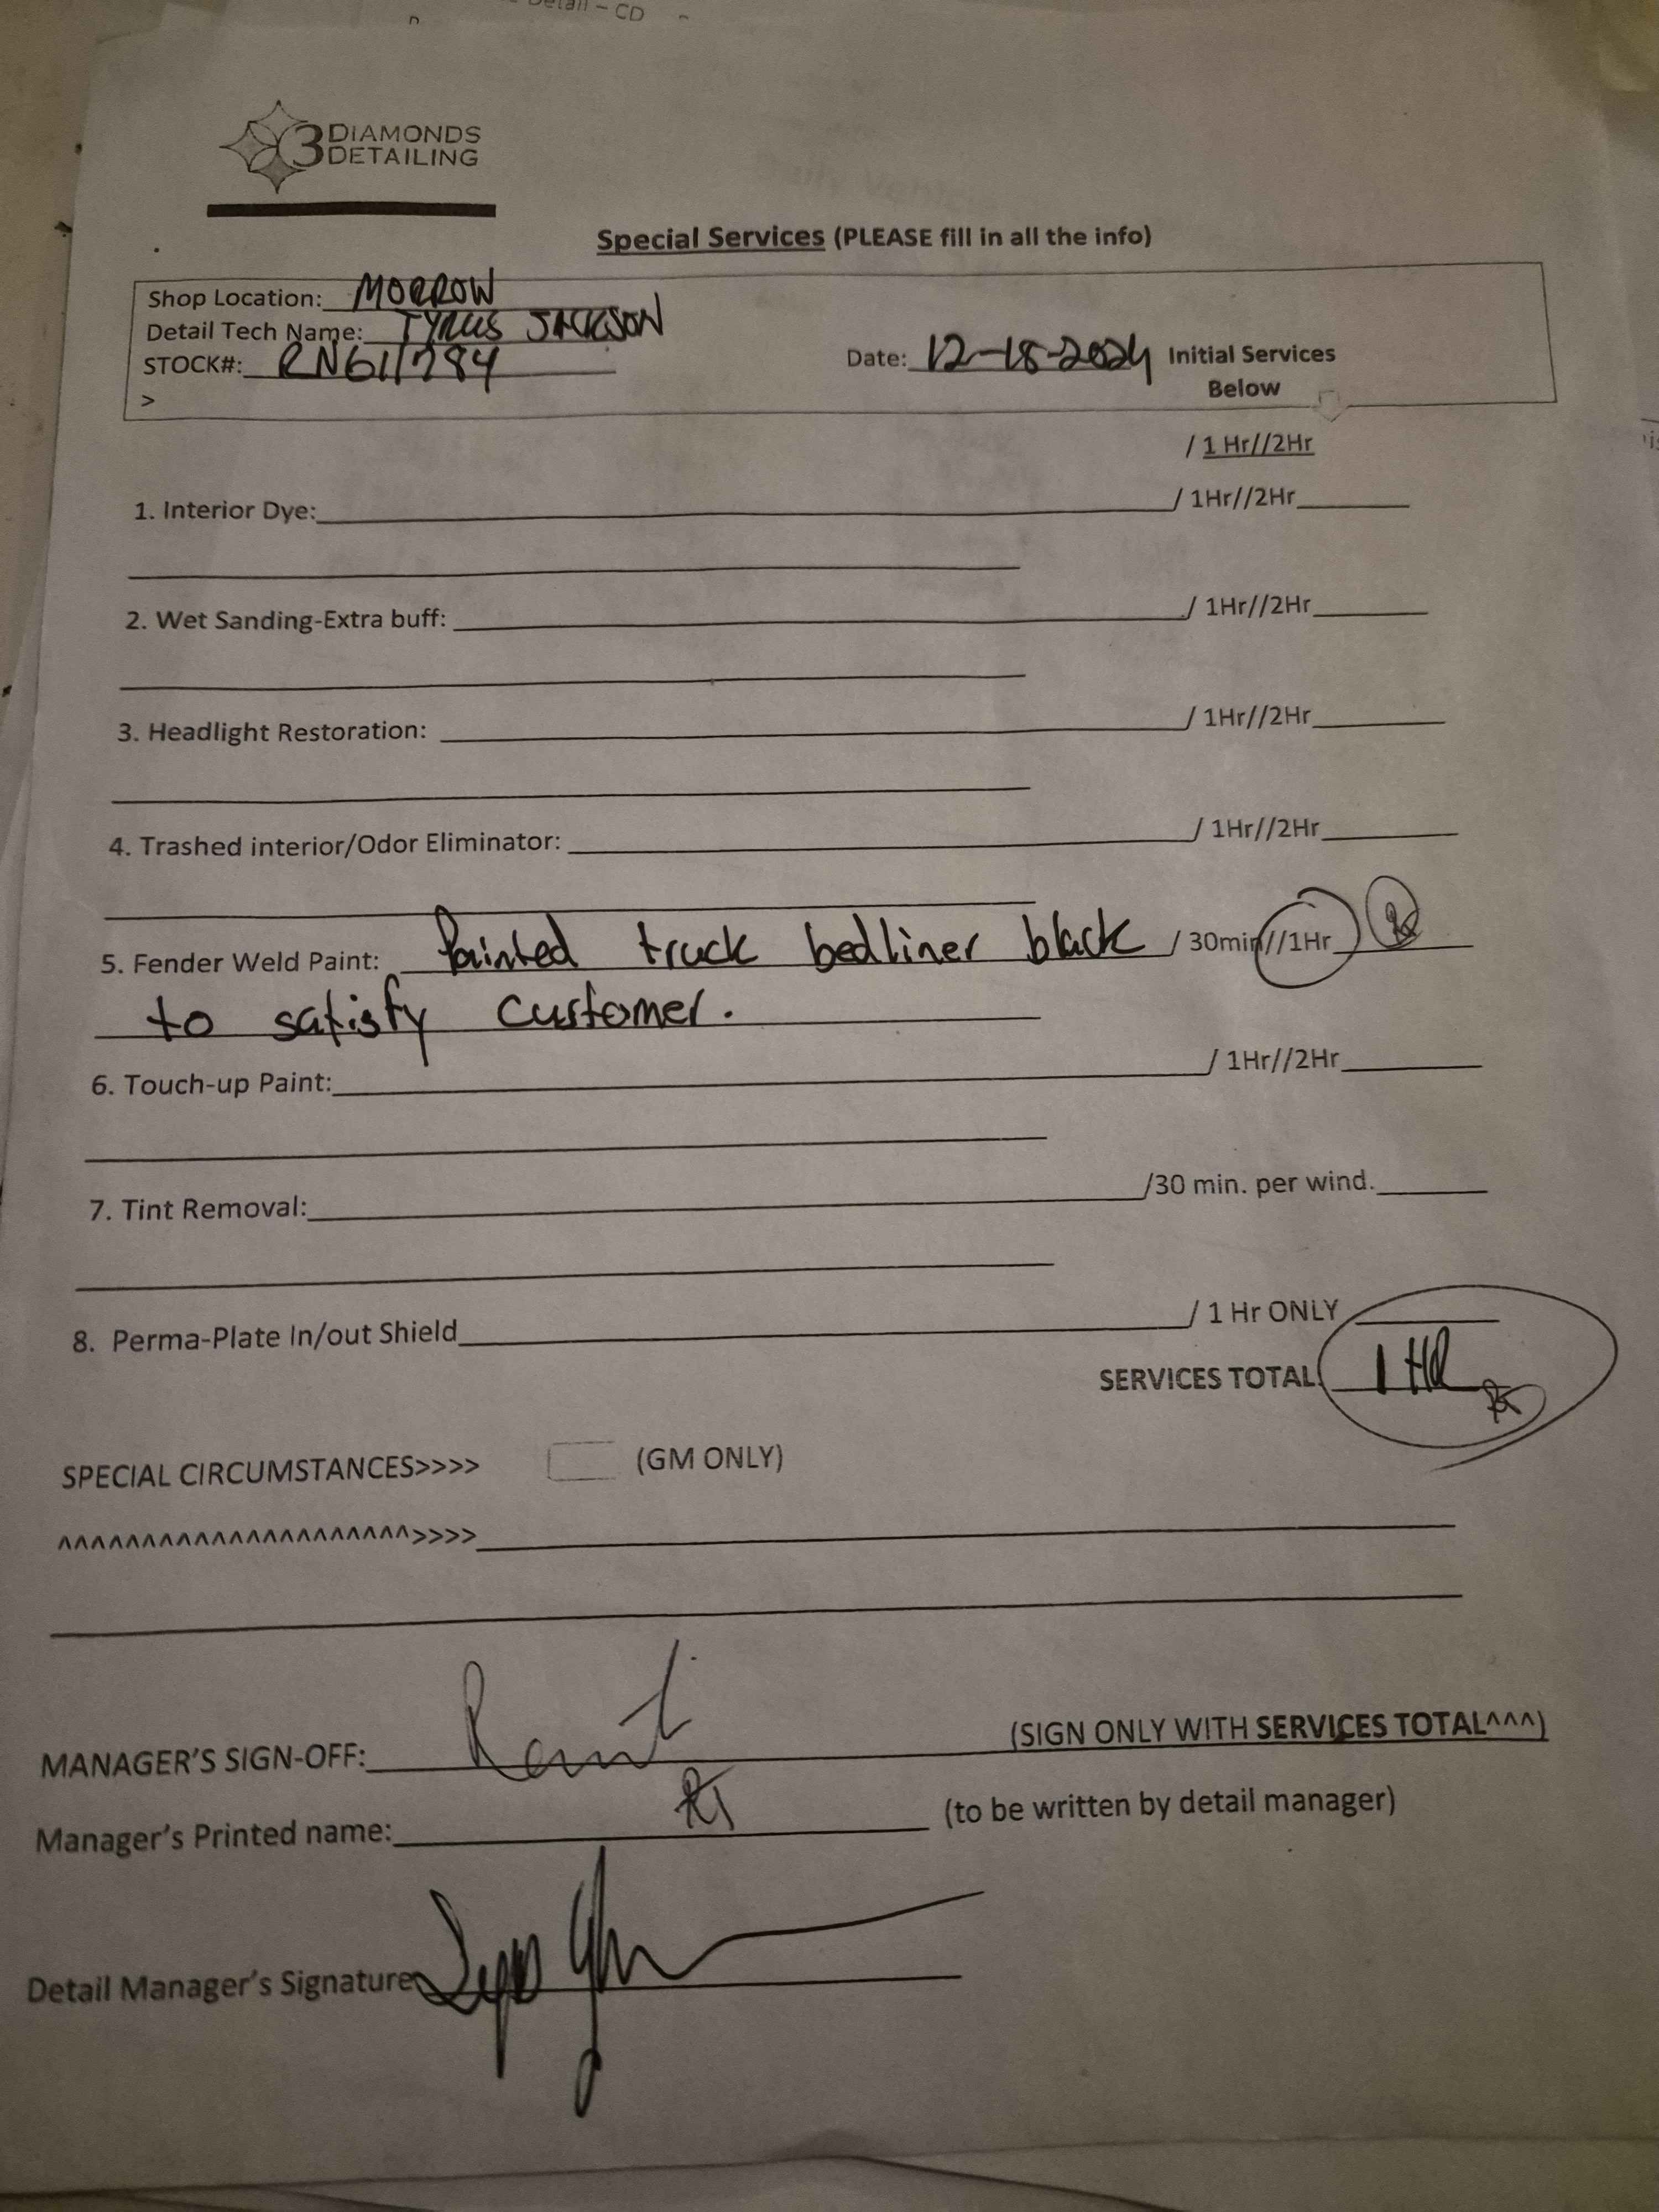 Detail – CD
3 DIAMONDS
DETAILING
Special Services (PLEASE fill in all the info)
Shop Location: MORROW
Detail Tech Name: TYRUS JACKSON
STOCK#: RN611784
Date: 12-18-2024 Initial Services
Below
>
/ 1 Hr//2Hr
1. Interior Dye: / 1Hr//2Hr
2. Wet Sanding-Extra buff: / 1Hr//2Hr
3. Headlight Restoration: / 1Hr//2Hr
4. Trashed interior/Odor Eliminator: / 1Hr//2Hr
5. Fender Weld Paint: Painted truck bedliner black / 30min//1Hr
to satisfy customer.
6. Touch-up Paint: / 1Hr//2Hr
7. Tint Removal: /30 min. per wind.
8. Perma-Plate In/out Shield / 1 Hr ONLY
SERVICES TOTAL: 1 HR
SPECIAL CIRCUMSTANCES>>>> (GM ONLY)
^^^^^^^^^^^^^^^^^^^^^>>>>
MANAGER'S SIGN-OFF: (SIGN ONLY WITH SERVICES TOTAL^^^)
Manager's Printed name: (to be written by detail manager)
Detail Manager's Signature